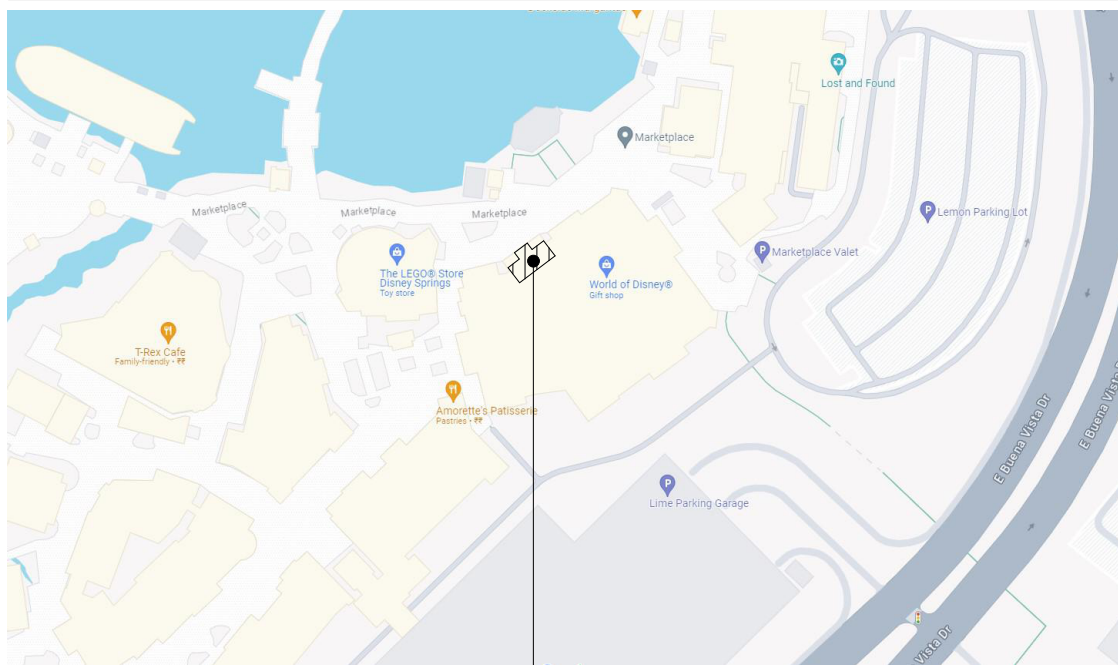 Lost and Found
Marketplace
Marketplace
Marketplace
Marketplace
Lemon Parking Lot
Marketplace Valet
The LEGO® Store
Disney Springs
Toy store
World of Disney®
Gift shop
T-Rex Cafe
Family-friendly • ₹₹
Amorette's Patisserie
Pastries • ₹₹
E Buena Vista Dr
E Buena Vista
Lime Parking Garage
Vista Dr